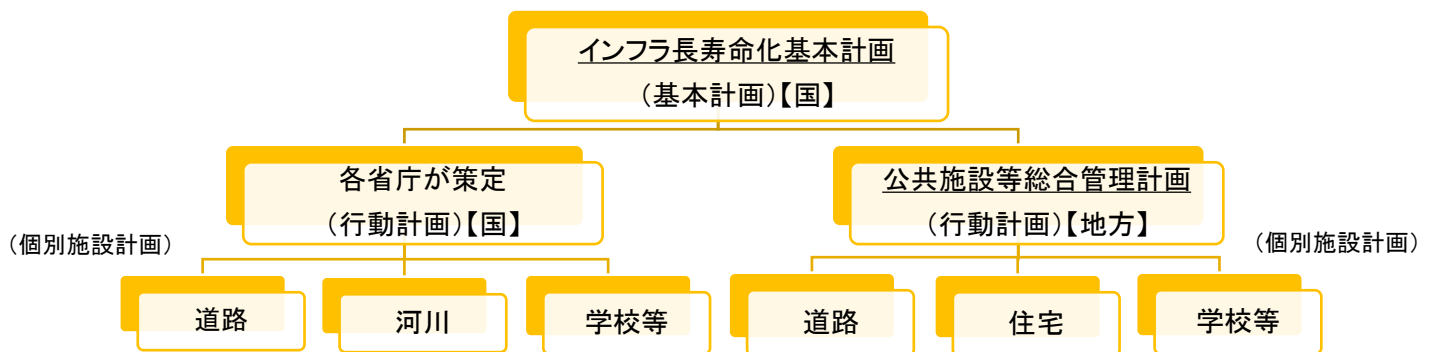 インフラ長寿命化基本計画
（基本計画）【国】
各省庁が策定
（行動計画）【国】
公共施設等総合管理計画
（行動計画）【地方】
（個別施設計画）
（個別施設計画）
道路
河川
学校等
道路
住宅
学校等